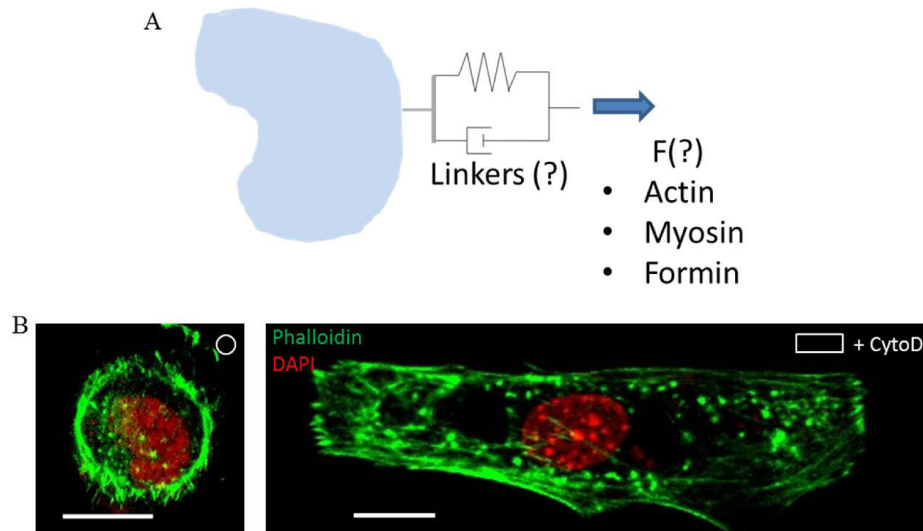 A
Linkers (?)
F(?)
• Actin
• Myosin
• Formin
B
Phalloidin
DAPI
+ CytoD